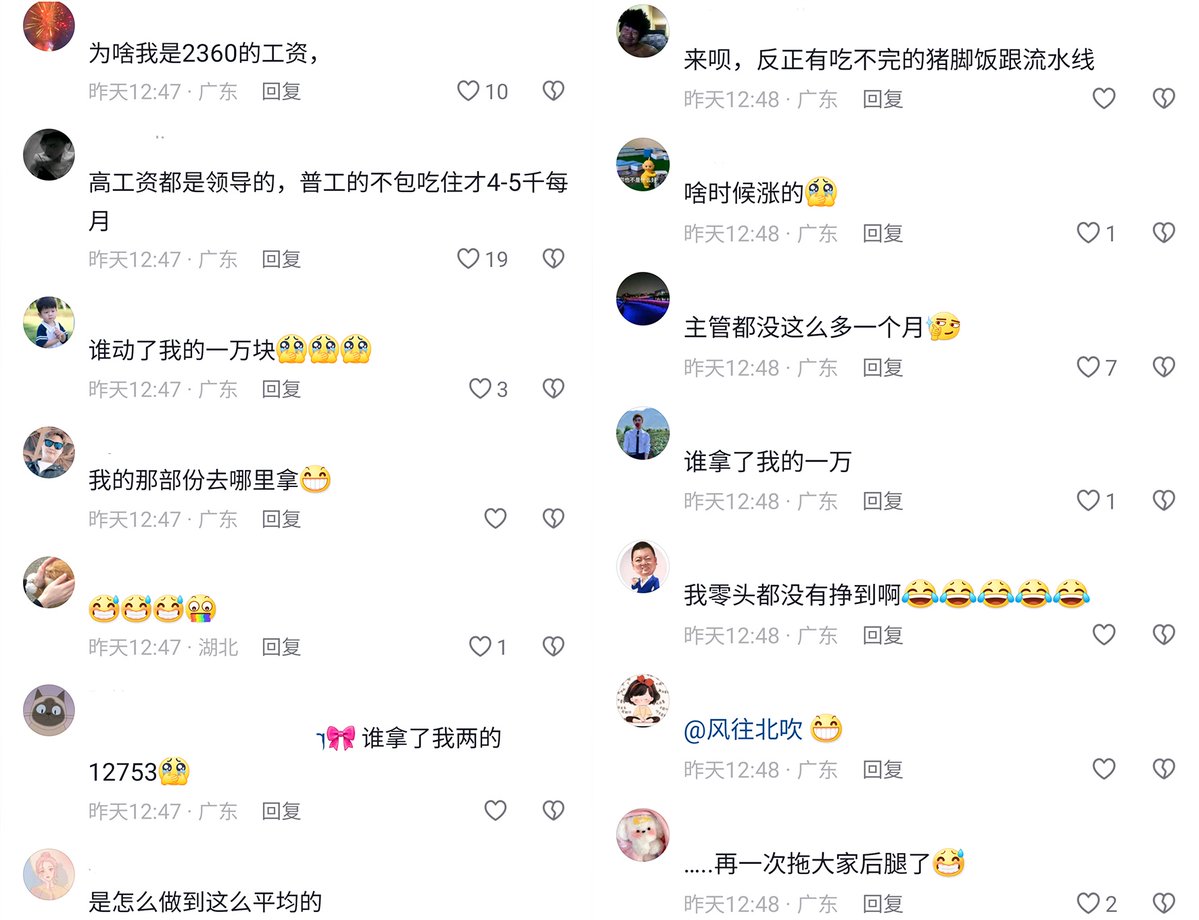 为啥我是2360的工资，
昨天12:47 · 广东 回复 10
高工资都是领导的，普工的不包吃住才4-5千每
月
昨天12:47 · 广东 回复 19
谁动了我的一万块🥹🥹🥹
昨天12:47 · 广东 回复 3
我的那部份去哪里拿😁
昨天12:47 · 广东 回复
😅😅😅🤮
昨天12:47 · 湖北 回复 1
🎀 谁拿了我两的
12753🥹
昨天12:47 · 广东 回复
是怎么做到这么平均的
来呗，反正有吃不完的猪脚饭跟流水线
昨天12:48 · 广东 回复
啥时候涨的🥹
昨天12:48 · 广东 回复 1
主管都没这么多一个月🤭
昨天12:48 · 广东 回复 7
谁拿了我的一万
昨天12:48 · 广东 回复 1
我零头都没有挣到啊😂😂😂😂😂
昨天12:48 · 广东 回复
@风往北吹 😁
昨天12:48 · 广东 回复
…..再一次拖大家后腿了😅
昨天12:48 · 广东 回复 2